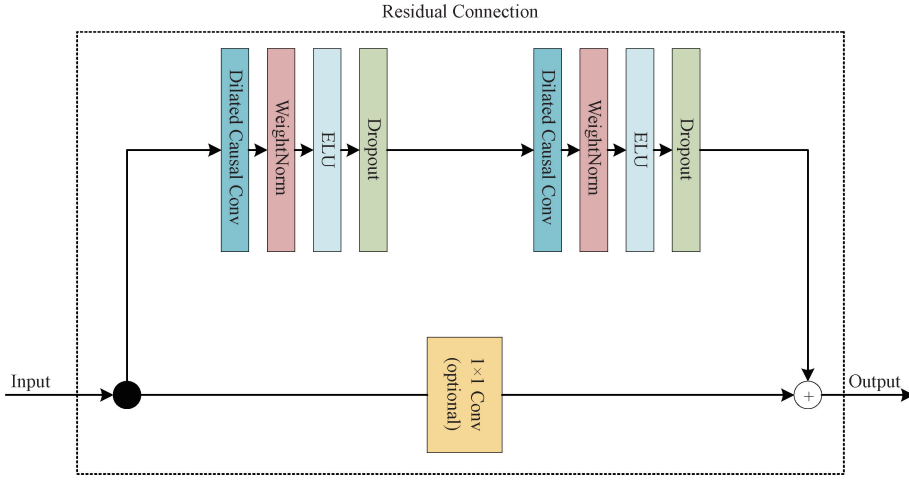 Residual Connection
Dilated Causal Conv
WeightNorm
ELU
Dropout
Dilated Causal Conv
WeightNorm
ELU
Dropout
Input
1×1 Conv
(optional)
+
Output